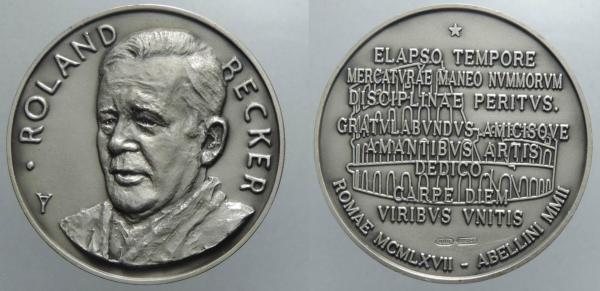 · ROLAND BECKER
ELAPSO TEMPORE
MERCATVRAE MANEO NVMMORVM
DISCIPLINAE PERITVS.
GRATVLABVNDVS AMICISQVE
AMANTIBVS ARTIS
DEDICO
CARPE DIEM
VIRIBVS VNITIS
ROMAE MCMLXVII - ABELLINI MMII